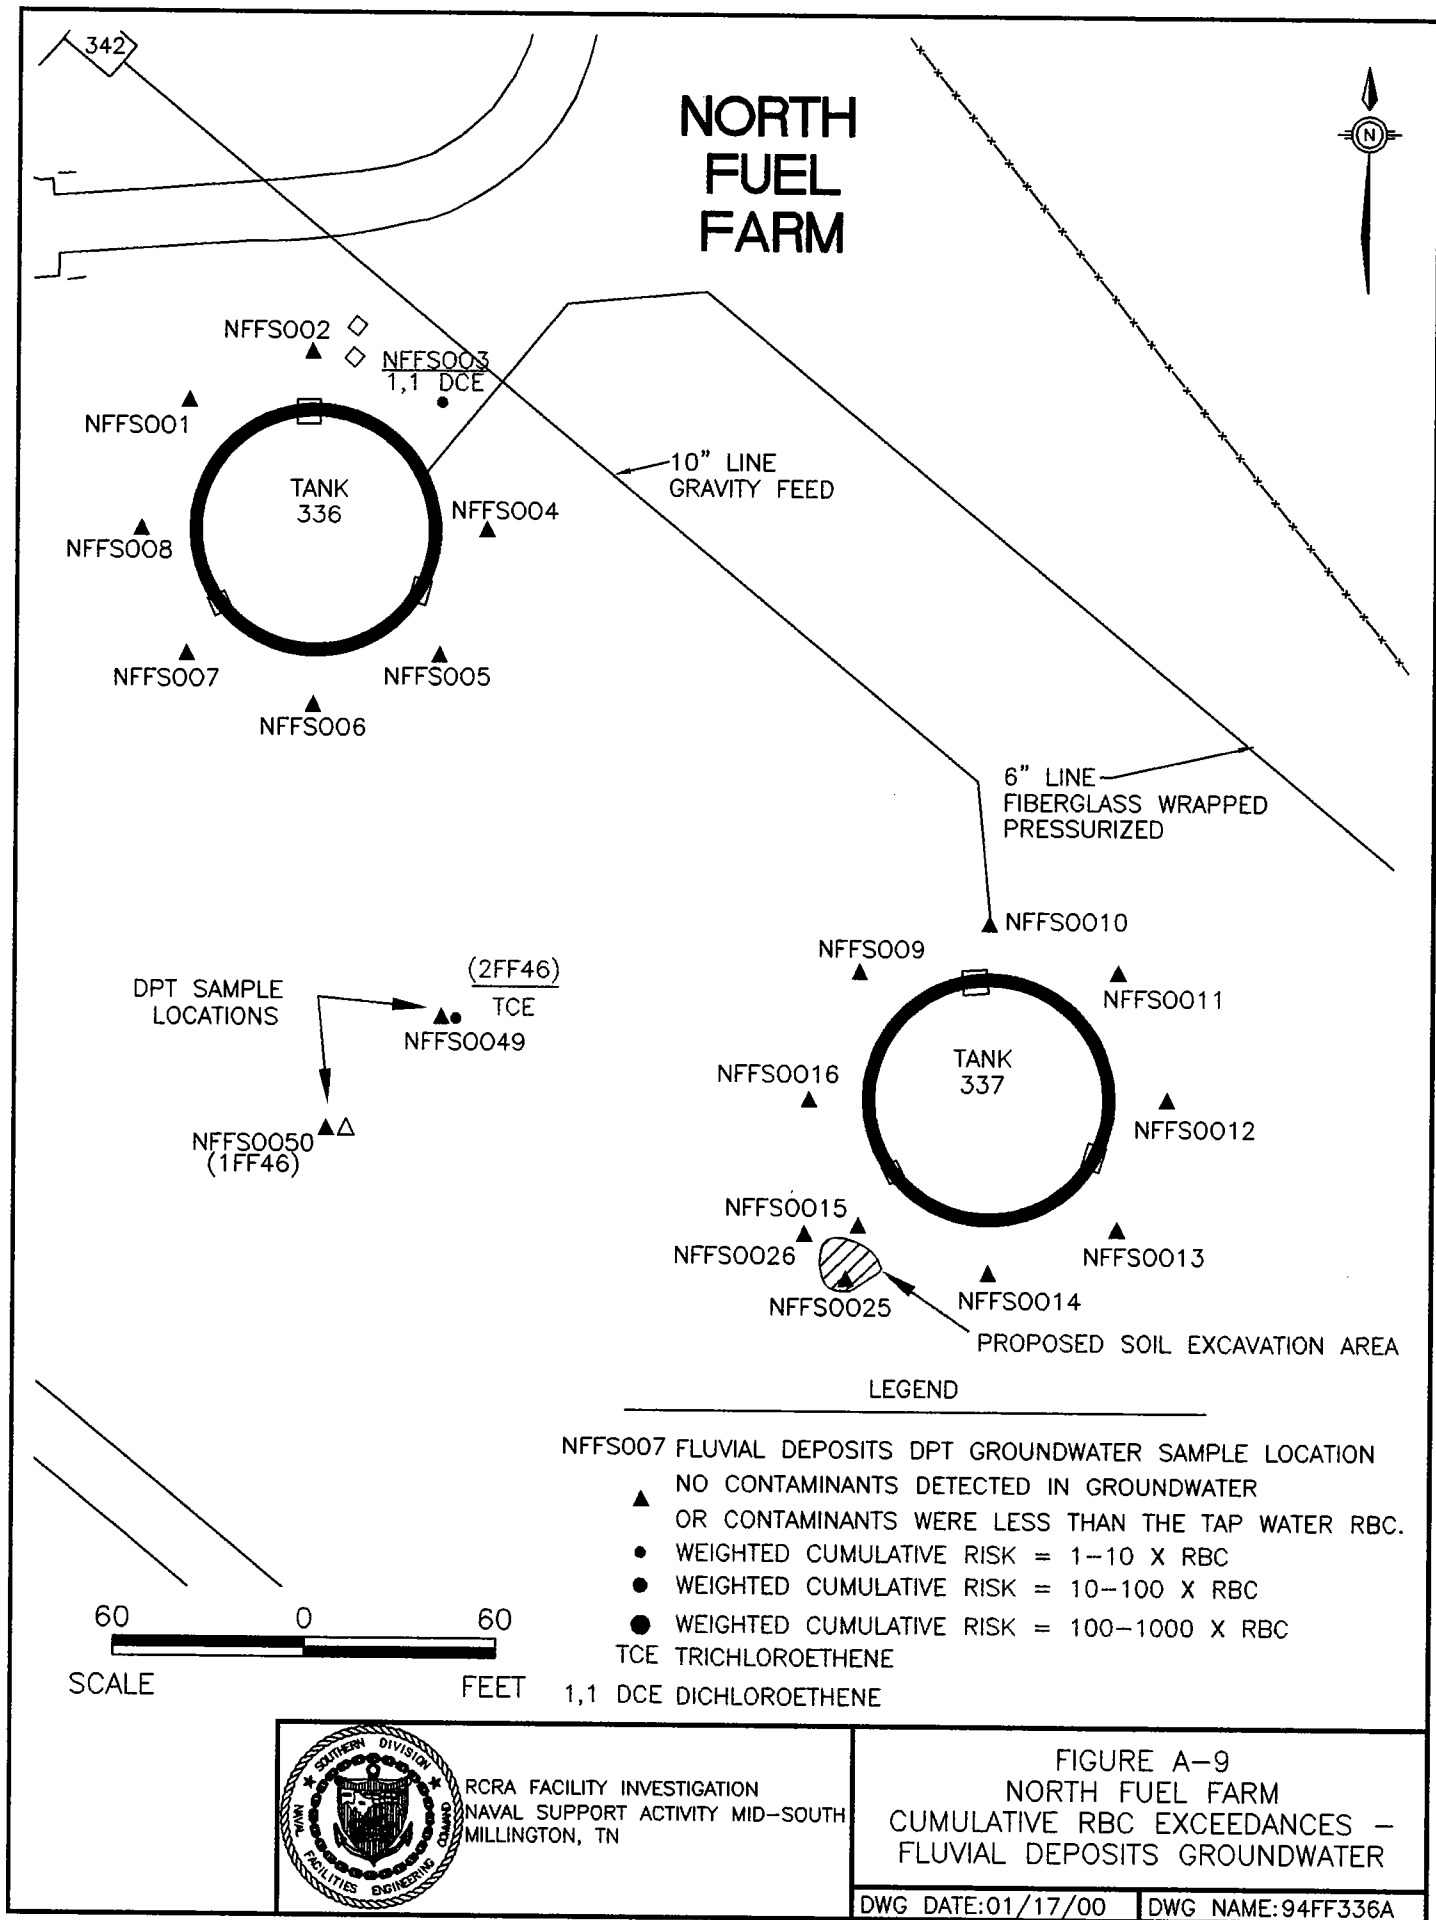 342
NORTH
FUEL
FARM
N
NFFS002
NFFS003
1,1 DCE
NFFS001
10" LINE
GRAVITY FEED
TANK
336
NFFS004
NFFS008
NFFS007
NFFS005
NFFS006
6" LINE
FIBERGLASS WRAPPED
PRESSURIZED
NFFS0010
NFFS009
(2FF46)
TCE
DPT SAMPLE
LOCATIONS
NFFS0011
NFFS0049
TANK
337
NFFS0016
NFFS0012
NFFS0050
(1FF46)
NFFS0015
NFFS0026
NFFS0013
NFFS0025
NFFS0014
PROPOSED SOIL EXCAVATION AREA
LEGEND
NFFS007 FLUVIAL DEPOSITS DPT GROUNDWATER SAMPLE LOCATION
NO CONTAMINANTS DETECTED IN GROUNDWATER
OR CONTAMINANTS WERE LESS THAN THE TAP WATER RBC.
WEIGHTED CUMULATIVE RISK = 1-10 X RBC
WEIGHTED CUMULATIVE RISK = 10-100 X RBC
WEIGHTED CUMULATIVE RISK = 100-1000 X RBC
TCE TRICHLOROETHENE
1,1 DCE DICHLOROETHENE
60 0 60
SCALE FEET
SOUTHERN DIVISION
NAVAL FACILITIES ENGINEERING COMMAND
RCRA FACILITY INVESTIGATION
NAVAL SUPPORT ACTIVITY MID-SOUTH
MILLINGTON, TN
FIGURE A-9
NORTH FUEL FARM
CUMULATIVE RBC EXCEEDANCES -
FLUVIAL DEPOSITS GROUNDWATER
DWG DATE:01/17/00
DWG NAME:94FF336A